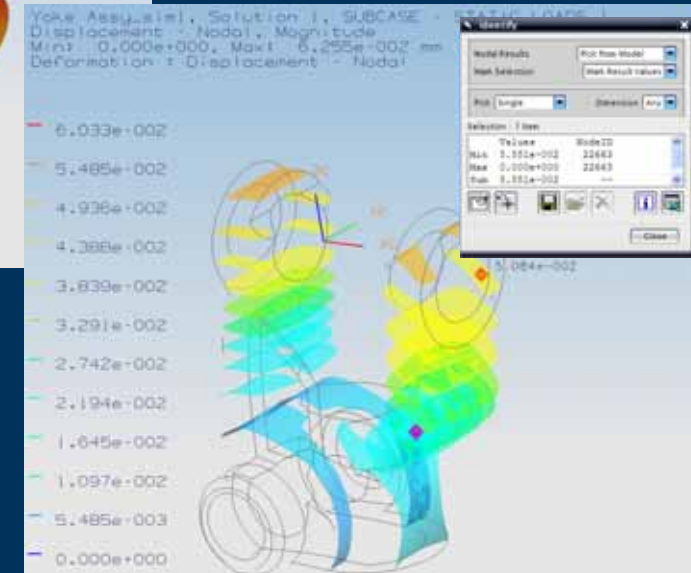 Yoke Assy_sim1, Solution 1, SUBCASE - STATIC LOADS 1
Displacement - Nodal, Magnitude
Min: 0.000e+000, Max: 6.255e-002 mm
Deformation : Displacement - Nodal
6.033e-002
5.485e-002
4.936e-002
4.388e-002
3.839e-002
3.291e-002
2.742e-002
2.194e-002
1.645e-002
1.097e-002
5.485e-003
0.000e+000
5.084e-002
Identify
Nodal Results Pick from Model
Mark Selection Mark Result Values
Pick Single Dimension Any
Selection : 1 Item
Values NodeID
Min 22663
Max 0.000e+000 22663
Sum --
Close